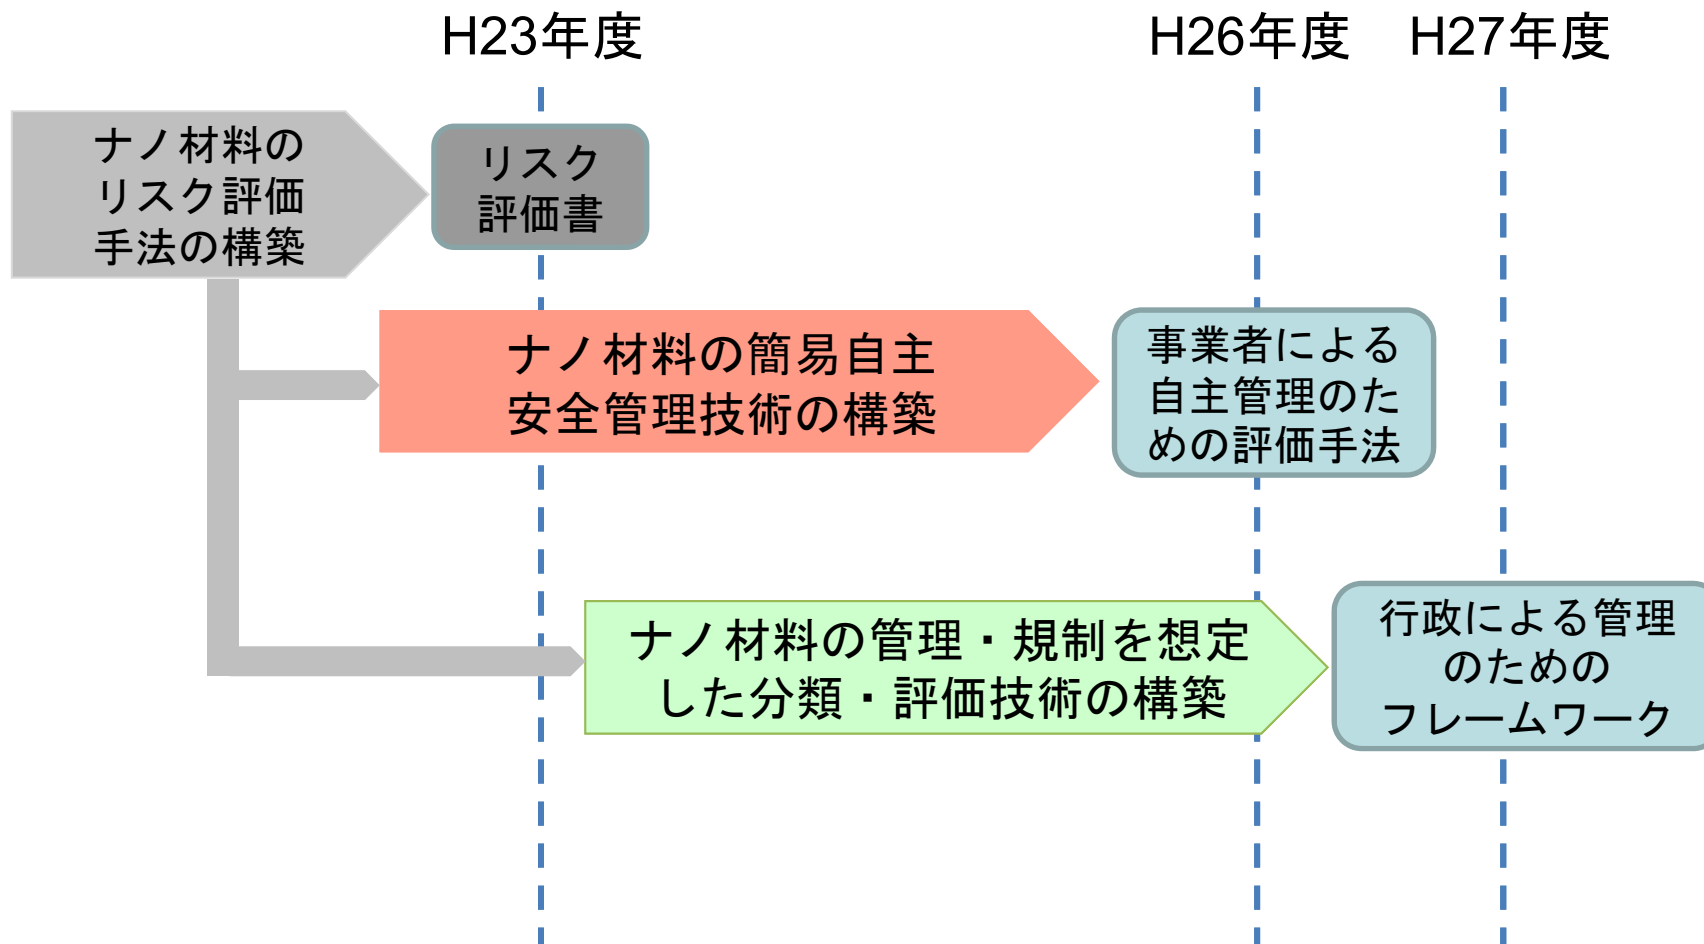 H23年度
H26年度
H27年度
ナノ材料の
リスク評価
手法の構築
リスク
評価書
ナノ材料の簡易自主
安全管理技術の構築
事業者による
自主管理のた
めの評価手法
ナノ材料の管理・規制を想定
した分類・評価技術の構築
行政による管理
のための
フレームワーク